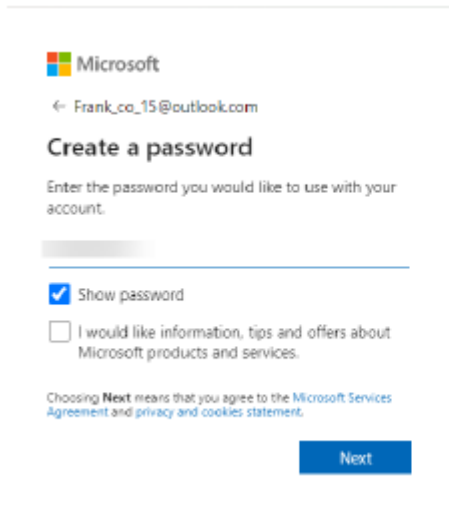 Microsoft
← Frank_co_15@outlook.com
Create a password
Enter the password you would like to use with your
account.
Show password
I would like information, tips and offers about
Microsoft products and services.
Choosing Next means that you agree to the Microsoft Services
Agreement and privacy and cookies statement.
Next